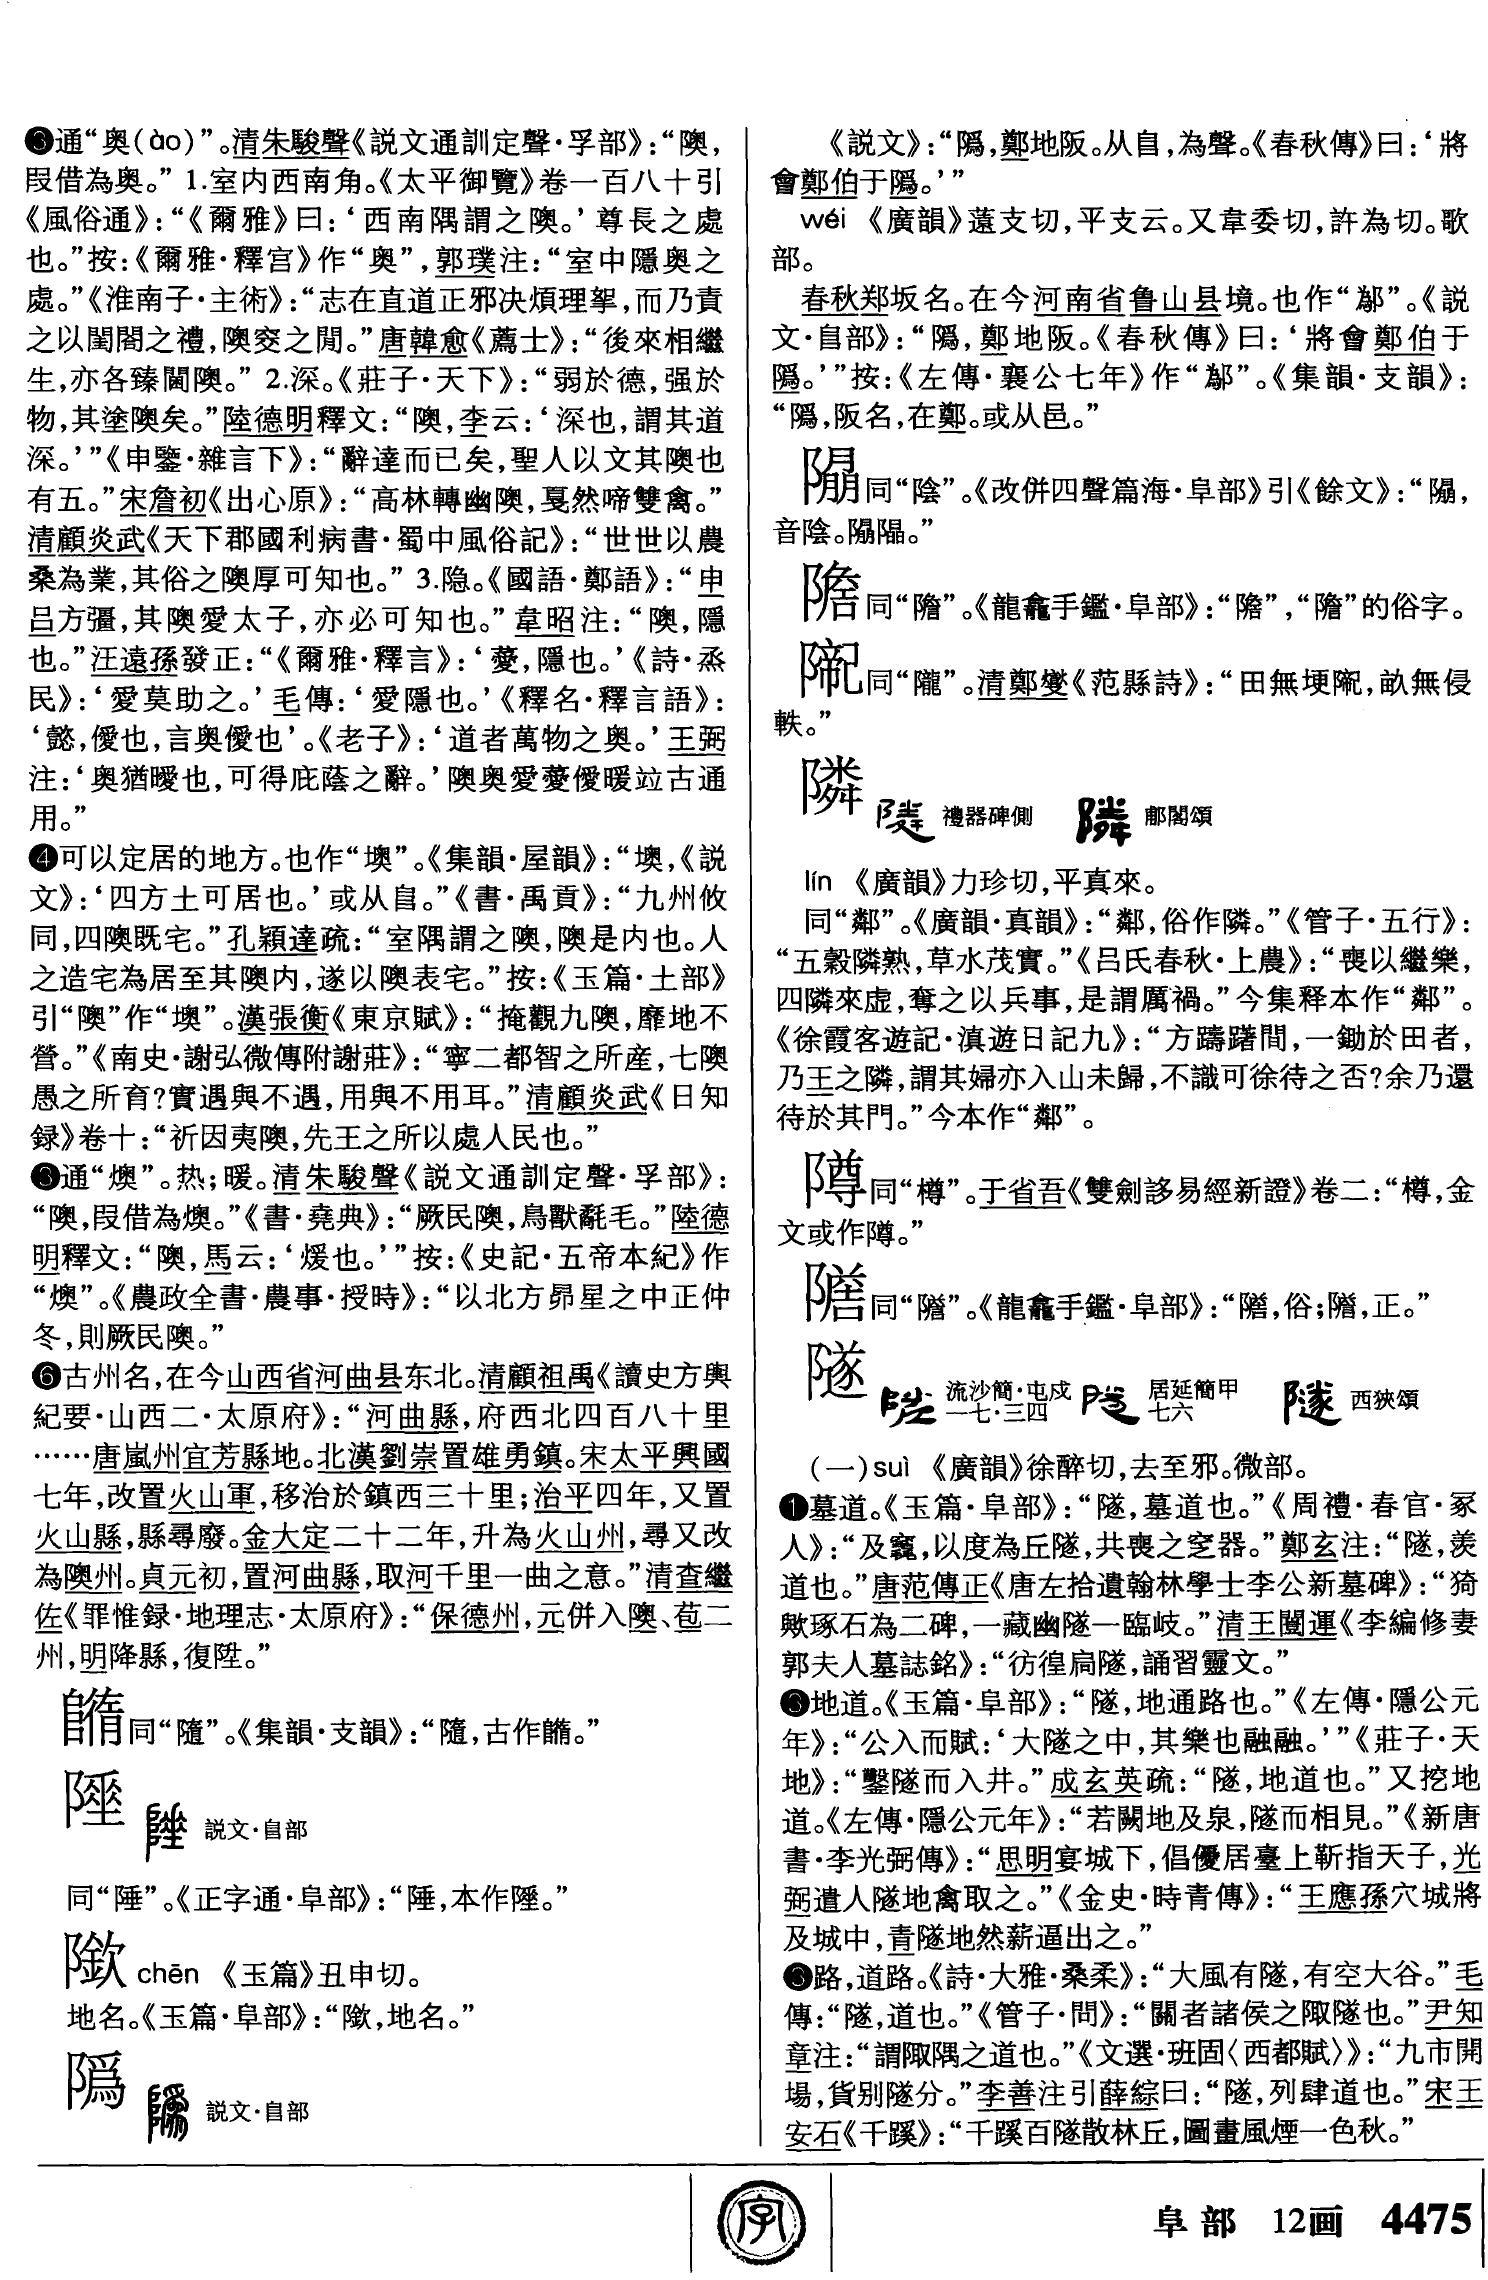 ❸通“奥(ào)”。清朱駿聲《説文通訓定聲·孚部》：“隩，
叚借為奥。” 1.室内西南角。《太平御覽》卷一百八十引
《風俗通》：“《爾雅》曰：‘西南隅謂之隩。’尊長之處
也。”按：《爾雅·釋宫》作“奥”，郭璞注：“室中隱奥之
處。”《淮南子·主術》：“志在直道正邪决煩理挐，而乃責
之以閨閤之禮，隩窔之閒。”唐韓愈《薦士》：“後來相繼
生，亦各臻閫隩。” 2.深。《莊子·天下》：“弱於德，强於
物，其塗隩矣。”陸德明釋文：“隩，李云：‘深也，謂其道
深。’”《申鑒·雜言下》：“辭達而已矣，聖人以文其隩也
有五。”宋詹初《出心原》：“高林轉幽隩，戛然啼雙禽。”
清顧炎武《天下郡國利病書·蜀中風俗記》：“世世以農
桑為業，其俗之隩厚可知也。” 3.隐。《國語·鄭語》：“申
吕方彊，其隩愛太子，亦必可知也。”韋昭注：“隩，隱
也。”汪遠孫發正：“《爾雅·釋言》：‘薆，隱也。’《詩·烝
民》：‘愛莫助之。’毛傳：‘愛隱也。’《釋名·釋言語》：
‘懿，僾也，言奥僾也’。《老子》：‘道者萬物之奥。’王弼
注：‘奥猶曖也，可得庇蔭之辭。’隩奥愛薆僾暖竝古通
用。”
❹可以定居的地方。也作“墺”。《集韻·屋韻》：“墺，《説
文》：‘四方土可居也。’或从𨸏。”《書·禹貢》：“九州攸
同，四隩既宅。”孔穎達疏：“室隅謂之隩，隩是内也。人
之造宅為居至其隩内，遂以隩表宅。”按：《玉篇·土部》
引“隩”作“墺”。漢張衡《東京賦》：“掩觀九隩，靡地不
營。”《南史·謝弘微傳附謝莊》：“寧二都智之所産，七隩
愚之所育？實遇與不遇，用與不用耳。”清顧炎武《日知
録》卷十：“祈因夷隩，先王之所以處人民也。”
❺通“燠”。热；暖。清朱駿聲《説文通訓定聲·孚部》：
“隩，叚借為燠。”《書·堯典》：“厥民隩，鳥獸氄毛。”陸德
明釋文：“隩，馬云：‘煖也。’”按：《史記·五帝本紀》作
“燠”。《農政全書·農事·授時》：“以北方昴星之中正仲
冬，則厥民隩。”
❻古州名，在今山西省河曲县东北。清顧祖禹《讀史方輿
紀要·山西二·太原府》：“河曲縣，府西北四百八十里
……唐嵐州宜芳縣地。北漢劉崇置雄勇鎮。宋太平興國
七年，改置火山軍，移治於鎮西三十里；治平四年，又置
火山縣，縣尋廢。金大定二十二年，升為火山州，尋又改
為隩州。貞元初，置河曲縣，取河千里一曲之意。”清查繼
佐《罪惟録·地理志·太原府》：“保德州，元併入隩、苞二
州，明降縣，復陞。”
同“隨”。《集韻·支韻》：“隨，古作。”
説文·𨸏部
同“陲”。《正字通·阜部》：“陲，本作。”
chēn 《玉篇》丑申切。
地名。《玉篇·阜部》：“，地名。”
隖 説文·𨸏部
《説文》：“，鄭地阪。从𨸏，為聲。《春秋傳》曰：‘將
會鄭伯于。’”
wéi 《廣韻》薳支切，平支云。又韋委切，許為切。歌
部。
春秋郑坂名。在今河南省鲁山县境。也作“鄬”。《説
文·𨸏部》：“，鄭地阪。《春秋傳》曰：‘將會鄭伯于
。’”按：《左傳·襄公七年》作“鄬”。《集韻·支韻》：
“，阪名，在鄭。或从邑。”
同“陰”。《改併四聲篇海·阜部》引《餘文》：“，
音陰。。”
同“”。《龍龕手鑑·阜部》：“”，“”的俗字。
同“隴”。清鄭燮《范縣詩》：“田無埂，畝無侵
軼。”
隣 禮器碑側 郙閣頌
lín 《廣韻》力珍切，平真來。
同“鄰”。《廣韻·真韻》：“鄰，俗作隣。”《管子·五行》：
“五穀隣熟，草水茂實。”《吕氏春秋·上農》：“喪以繼樂，
四隣來虚，奪之以兵事，是謂厲禍。”今集释本作“鄰”。
《徐霞客遊記·滇遊日記九》：“方躊躇間，一鋤於田者，
乃王之隣，謂其婦亦入山未歸，不識可徐待之否？余乃還
待於其門。”今本作“鄰”。
同“樽”。于省吾《雙劍誃易經新證》卷二：“樽，金
文或作。”
同“”。《龍龕手鑑·阜部》：“，俗；，正。”
隧 流沙簡·屯戍一七·三四 居延簡甲七六 西狹頌
(一)suì 《廣韻》徐醉切，去至邪。微部。
❶墓道。《玉篇·阜部》：“隧，墓道也。”《周禮·春官·冢
人》：“及竁，以度為丘隧，共喪之窆器。”鄭玄注：“隧，羡
道也。”唐范傳正《唐左拾遺翰林學士李公新墓碑》：“猗
歟琢石為二碑，一藏幽隧一臨岐。”清王闓運《李編修妻
郭夫人墓誌銘》：“彷徨扃隧，誦習靈文。”
❷地道。《玉篇·阜部》：“隧，地通路也。”《左傳·隱公元
年》：“公入而賦：‘大隧之中，其樂也融融。’”《莊子·天
地》：“鑿隧而入井。”成玄英疏：“隧，地道也。”又挖地
道。《左傳·隱公元年》：“若闕地及泉，隧而相見。”《新唐
書·李光弼傳》：“思明宴城下，倡優居臺上靳指天子，光
弼遣人隧地禽取之。”《金史·時青傳》：“王應孫穴城將
及城中，青隧地然薪逼出之。”
❸路，道路。《詩·大雅·桑柔》：“大風有隧，有空大谷。”毛
傳：“隧，道也。”《管子·問》：“關者諸侯之陬隧也。”尹知
章注：“謂陬隅之道也。”《文選·班固〈西都賦〉》：“九市開
場，貨别隧分。”李善注引薛綜曰：“隧，列肆道也。”宋王
安石《千蹊》：“千蹊百隧散林丘，圖畫風煙一色秋。”
字
阜部 12画 4475